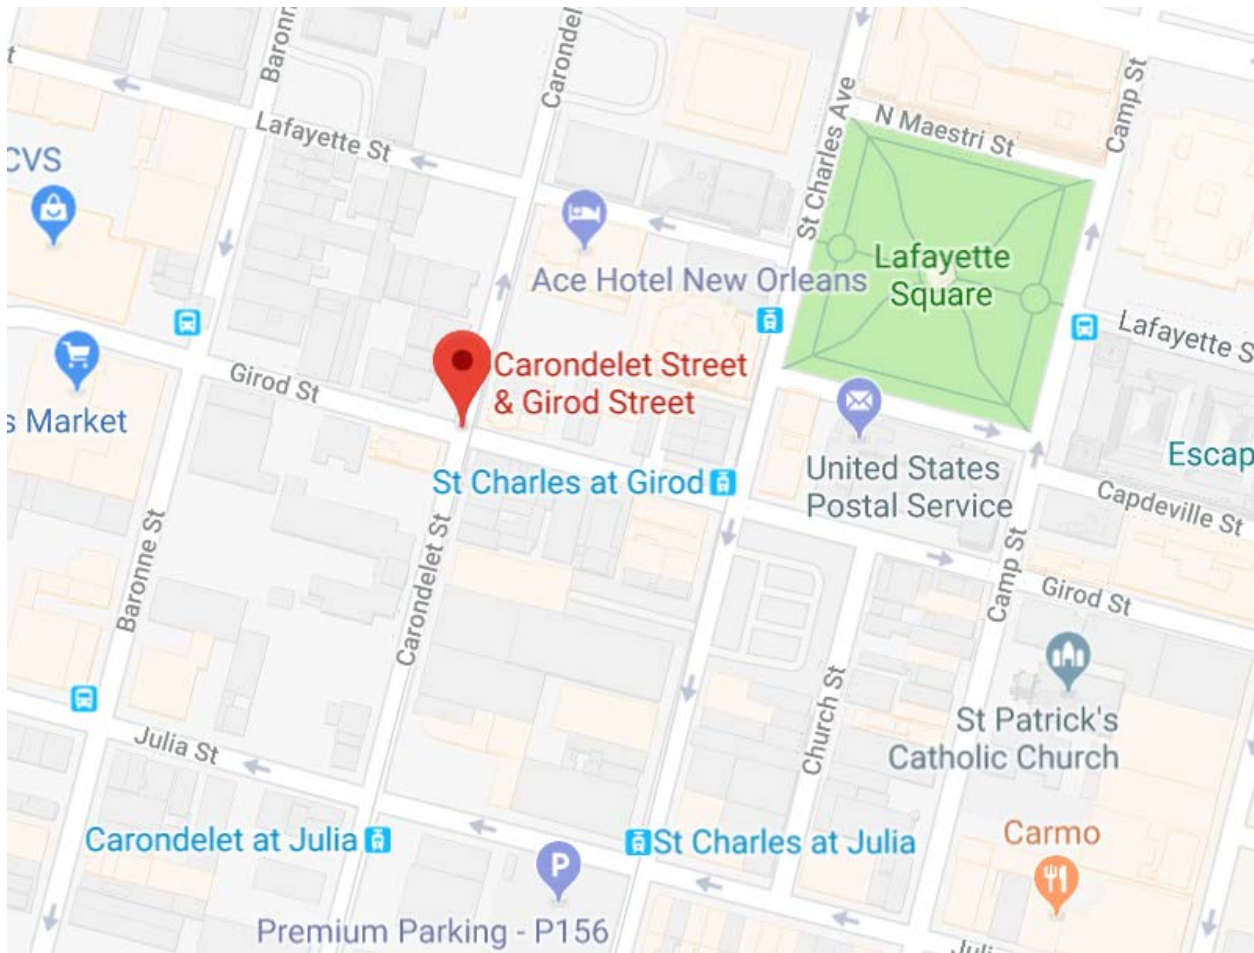 Baronn
Carondel
St Charles Ave
N Maestri St
Camp St
Lafayette St
CVS
Ace Hotel New Orleans
Lafayette
Square
Lafayette S
Girod St
Carondelet Street
& Girod Street
s Market
St Charles at Girod
United States
Postal Service
Escap
Capdeville St
Baronne St
Carondelet St
Camp St
Girod St
Church St
St Patrick's
Catholic Church
Julia St
Carondelet at Julia
St Charles at Julia
Carmo
P
Premium Parking - P156
Juli